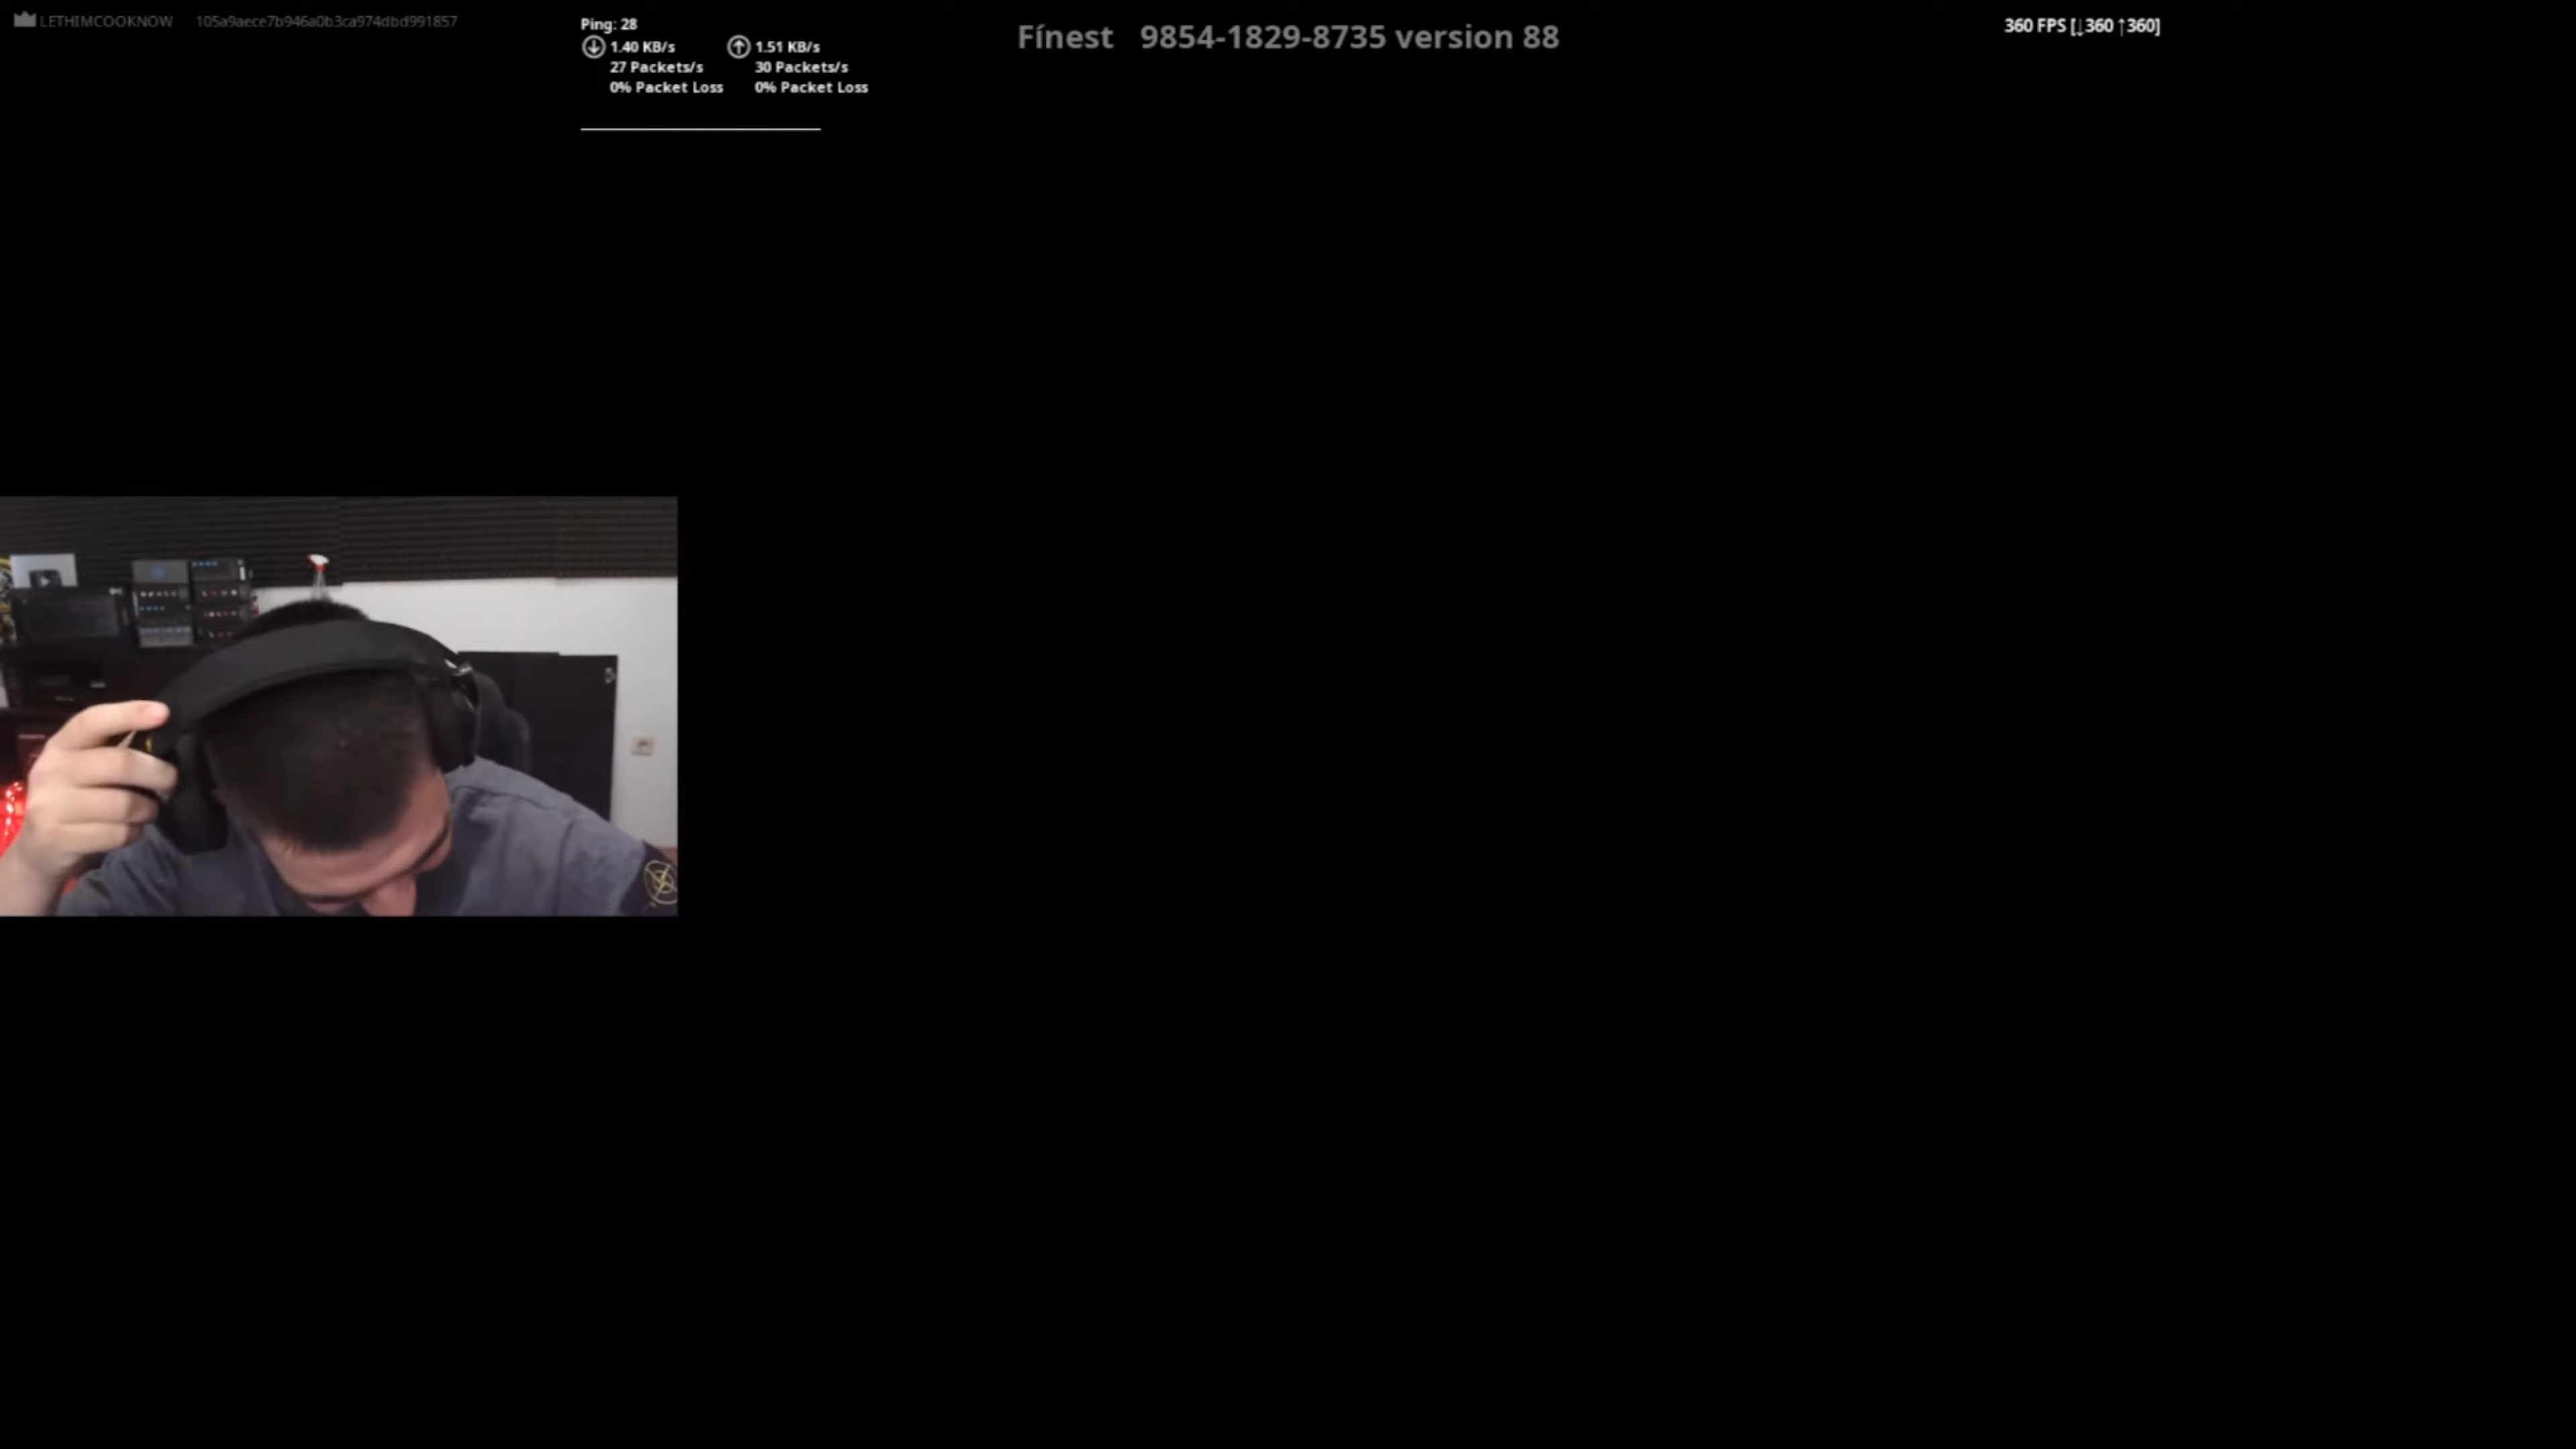 LETHIMCOOKNOW 105a9aece7b946a0b3ca974dbd991857
Ping: 28
1.40 KB/s 1.51 KB/s
27 Packets/s 30 Packets/s
0% Packet Loss 0% Packet Loss
Fínest 9854-1829-8735 version 88
360 FPS [↓360 ↑360]